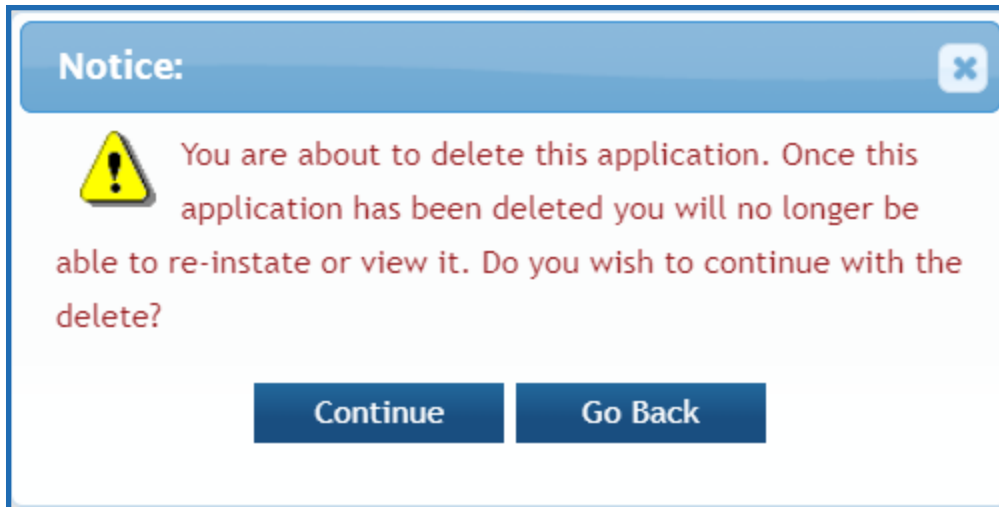 Notice:
You are about to delete this application. Once this
application has been deleted you will no longer be
able to re-instate or view it. Do you wish to continue with the
delete?
Continue
Go Back